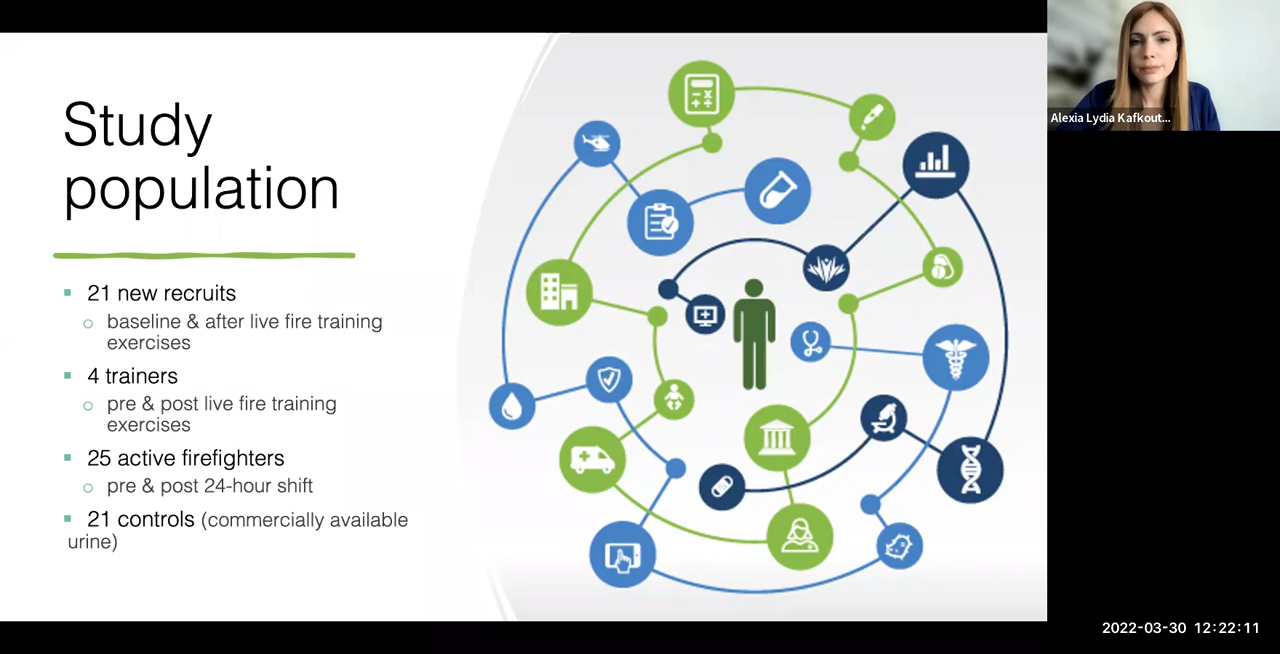 Study
population
21 new recruits
baseline & after live fire training
exercises
4 trainers
pre & post live fire training
exercises
25 active firefighters
pre & post 24-hour shift
21 controls (commercially available
urine)
Alexia Lydia Kafkout...
2022-03-30 12:22:11